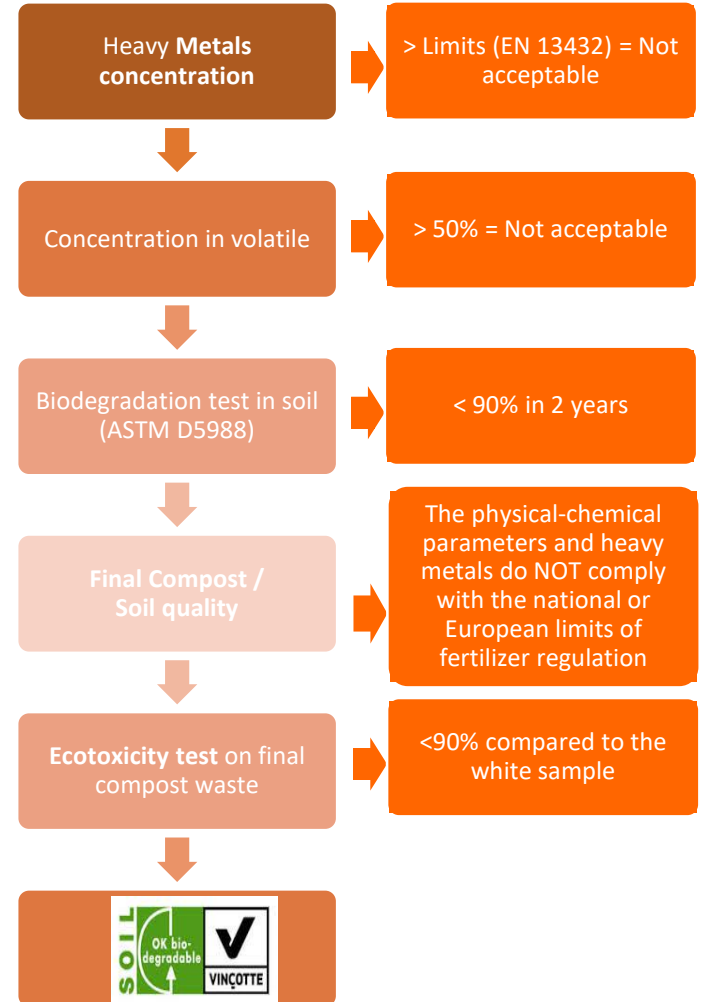 Heavy Metals
concentration
> Limits (EN 13432) = Not
acceptable
Concentration in volatile
> 50% = Not acceptable
Biodegradation test in soil
(ASTM D5988)
< 90% in 2 years
Final Compost /
Soil quality
The physical-chemical
parameters and heavy
metals do NOT comply
with the national or
European limits of
fertilizer regulation
Ecotoxicity test on final
compost waste
<90% compared to the
white sample
SOIL
OK bio-
degradable
VINÇOTTE